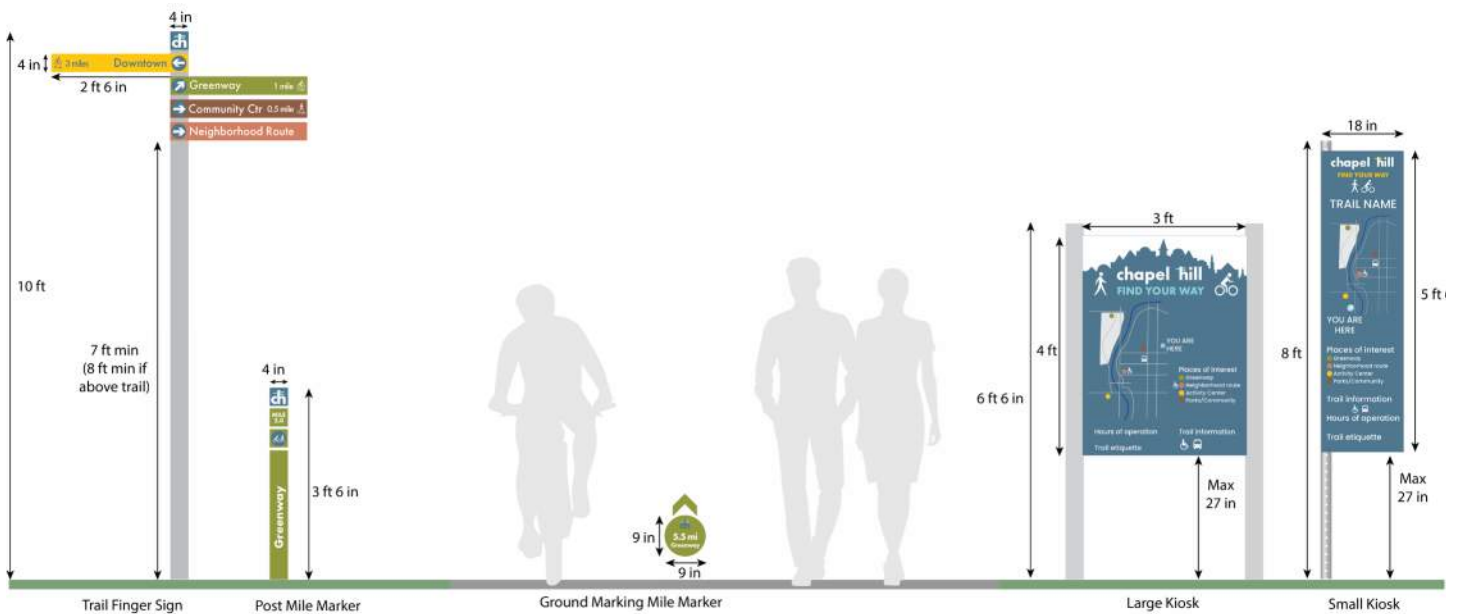 4 in
ch
4 in
3 miles Downtown
2 ft 6 in
Greenway 1 mile
Community Ctr 0.5 mile
Neighborhood Route
10 ft
7 ft min
(8 ft min if
above trail)
Trail Finger Sign
4 in
ch
MILE
5.0
Greenway
3 ft 6 in
Post Mile Marker
9 in
5.5 mi
Greenway
9 in
Ground Marking Mile Marker
3 ft
6 ft 6 in
4 ft
chapel hill
FIND YOUR WAY
YOU ARE
HERE
Places of Interest
Greenway
Neighborhood route
Activity Center
Parks/Community
Hours of operation
Trail Information
Trail etiquette
Max
27 in
Large Kiosk
18 in
8 ft
chapel hill
FIND YOUR WAY
TRAIL NAME
YOU ARE
HERE
Places of Interest
Greenway
Neighborhood route
Activity Center
Parks/Community
Trail Information
Hours of operation
Trail etiquette
5 ft
Max
27 in
Small Kiosk